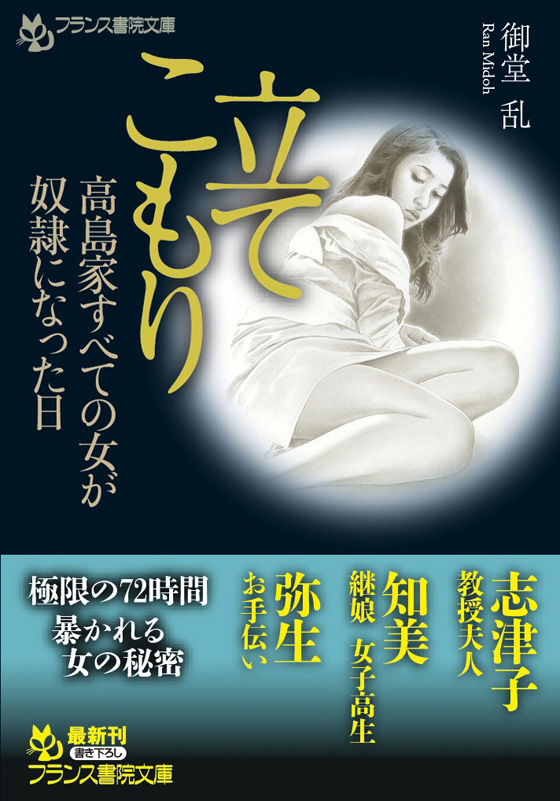 フランス書院文庫
御堂 乱
Ran Midoh
立て
こもり
高島家すべての女が
奴隷になった日
志津子
教授夫人
知美
継娘 女子高生
弥生
お手伝い
極限の72時間
暴かれる
女の秘密
最新刊
書き下ろし
フランス書院文庫